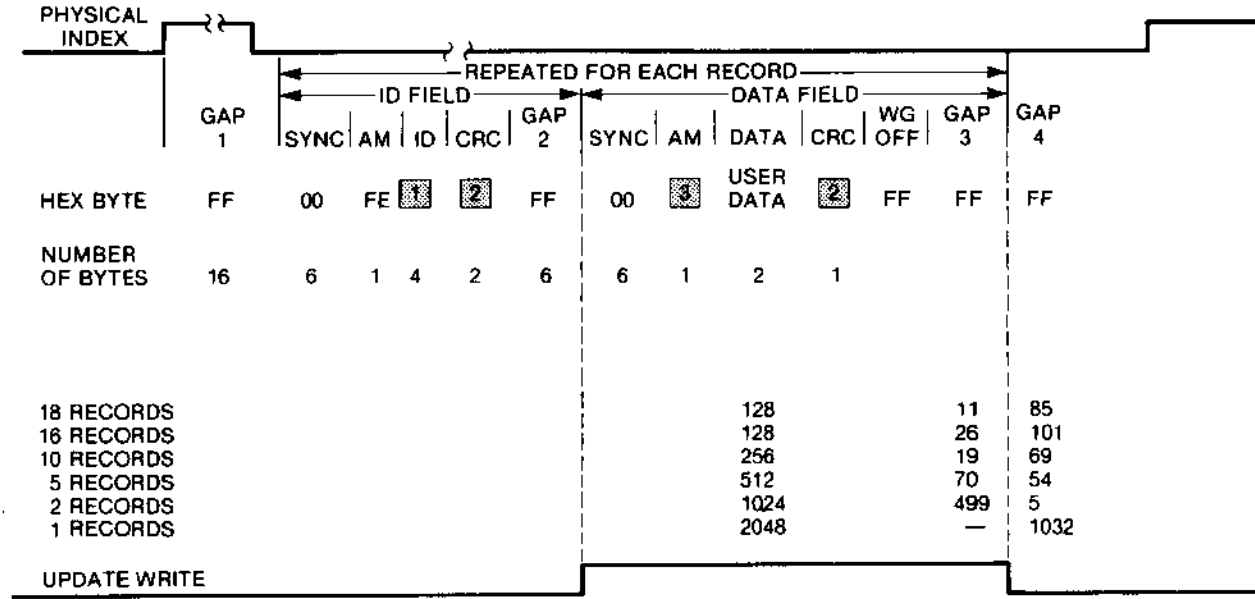 PHYSICAL
INDEX
REPEATED FOR EACH RECORD
ID FIELD DATA FIELD
GAP 1 SYNC AM ID CRC GAP 2 SYNC AM DATA CRC WG OFF GAP 3 GAP 4
HEX BYTE FF 00 FE 1 2 FF 00 3 USER DATA 2 FF FF FF
NUMBER
OF BYTES 16 6 1 4 2 6 6 1 2 1
18 RECORDS 128 11 85
16 RECORDS 128 26 101
10 RECORDS 256 19 69
5 RECORDS 512 70 54
2 RECORDS 1024 499 5
1 RECORDS 2048 — 1032
UPDATE WRITE